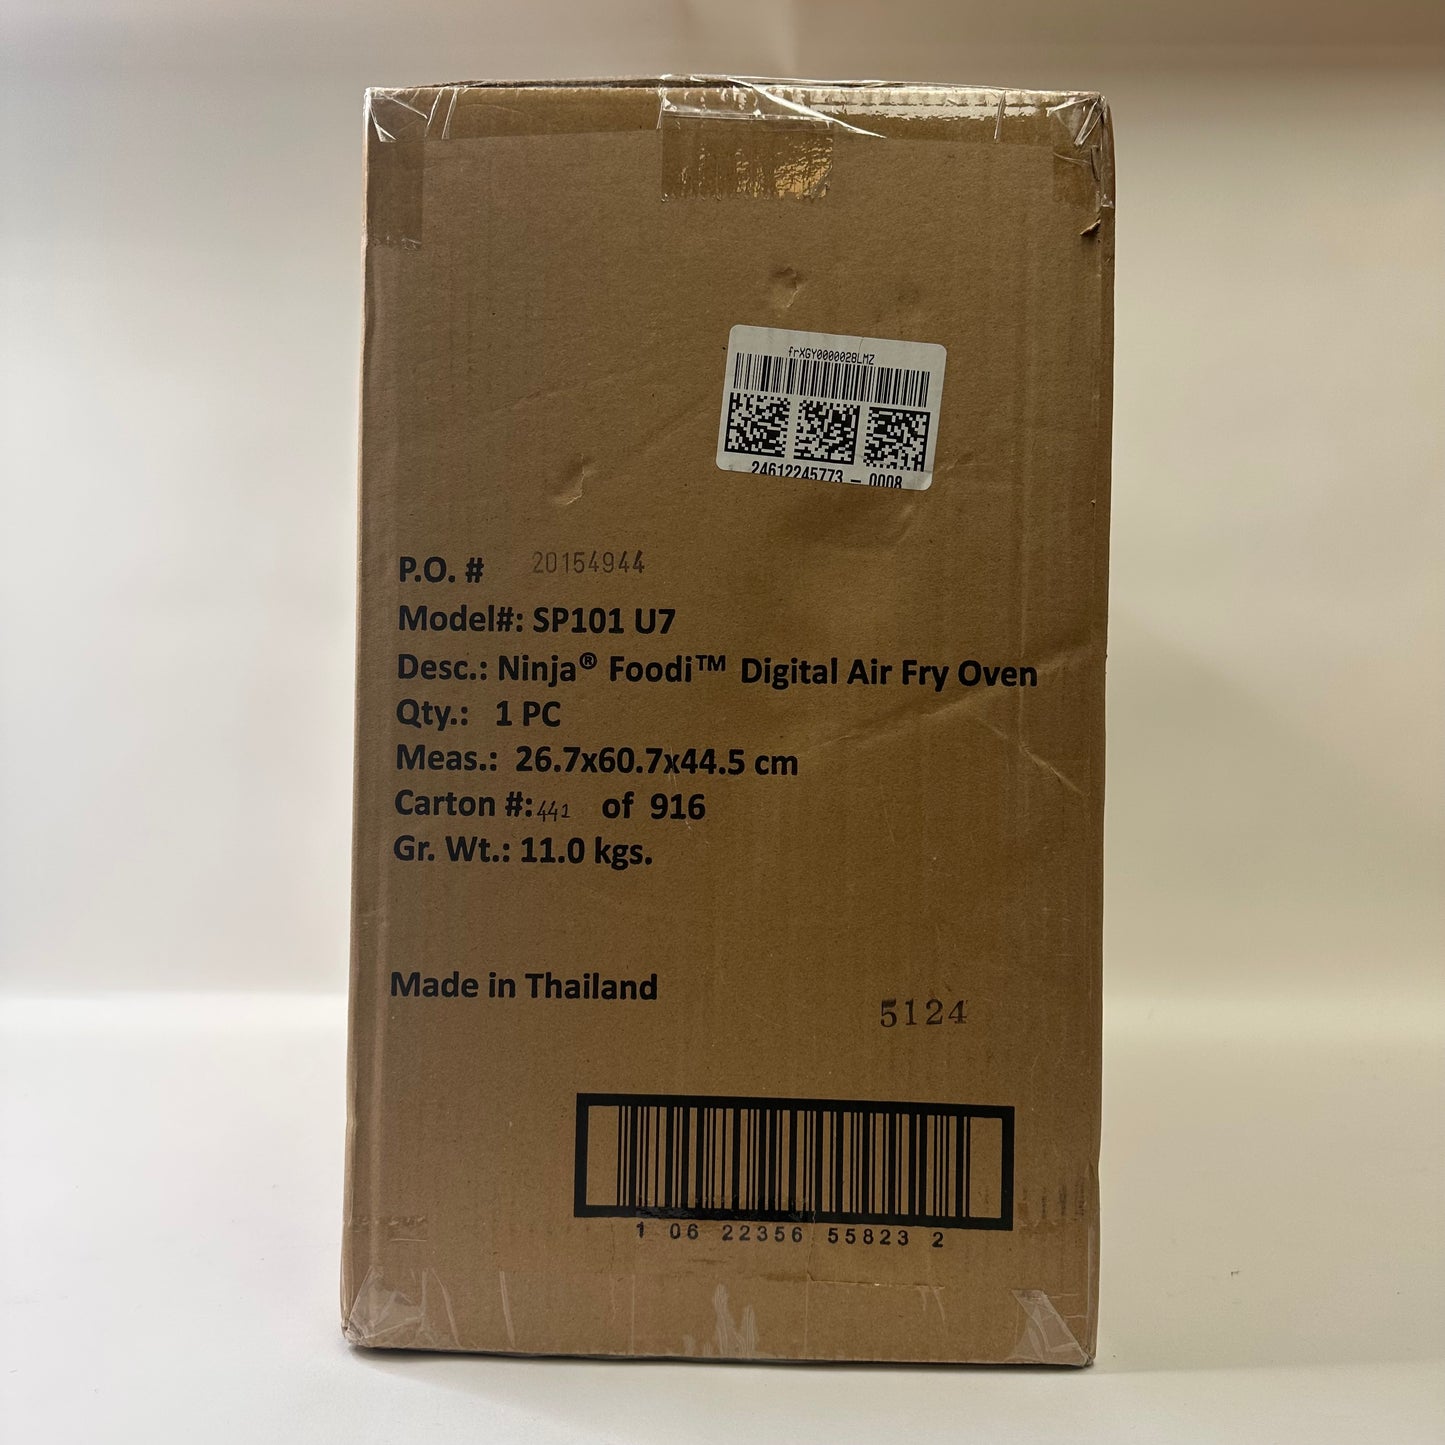 frXGY0000028LMZ
24612245773 - 0008
P.O. # 20154944
Model#: SP101 U7
Desc.: Ninja® Foodi™ Digital Air Fry Oven
Qty.: 1 PC
Meas.: 26.7x60.7x44.5 cm
Carton #: 441 of 916
Gr. Wt.: 11.0 kgs.
Made in Thailand
5124
1 06 22356 55823 2